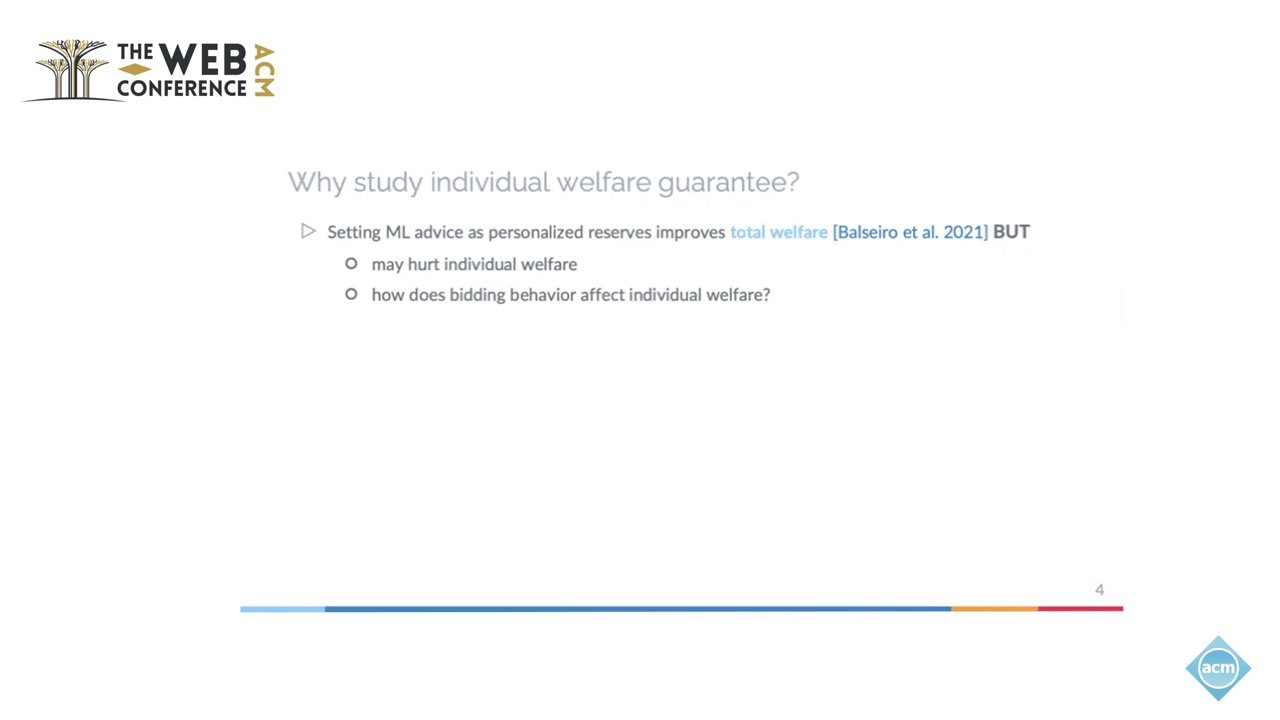 THE WEB
CONFERENCE
ACM
Why study individual welfare guarantee?
Setting ML advice as personalized reserves improves total welfare [Balseiro et al. 2021] BUT
may hurt individual welfare
how does bidding behavior affect individual welfare?
4
acm